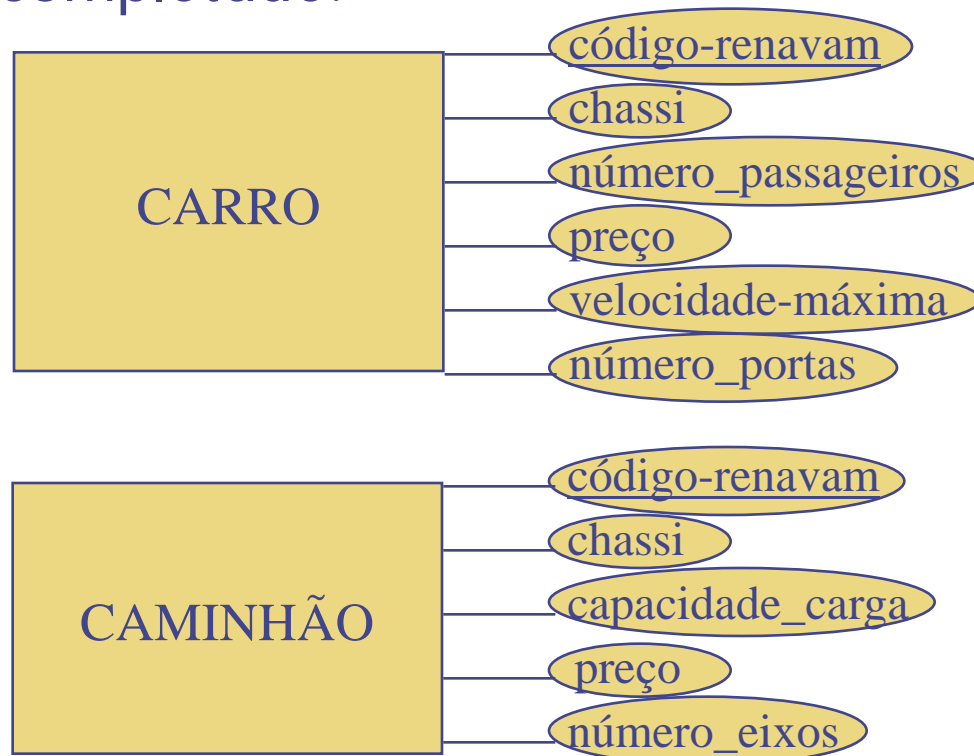 código-renavam
chassi
número_passageiros
CARRO
preço
velocidade-máxima
número_portas
código-renavam
chassi
capacidade_carga
CAMINHÃO
preço
número_eixos